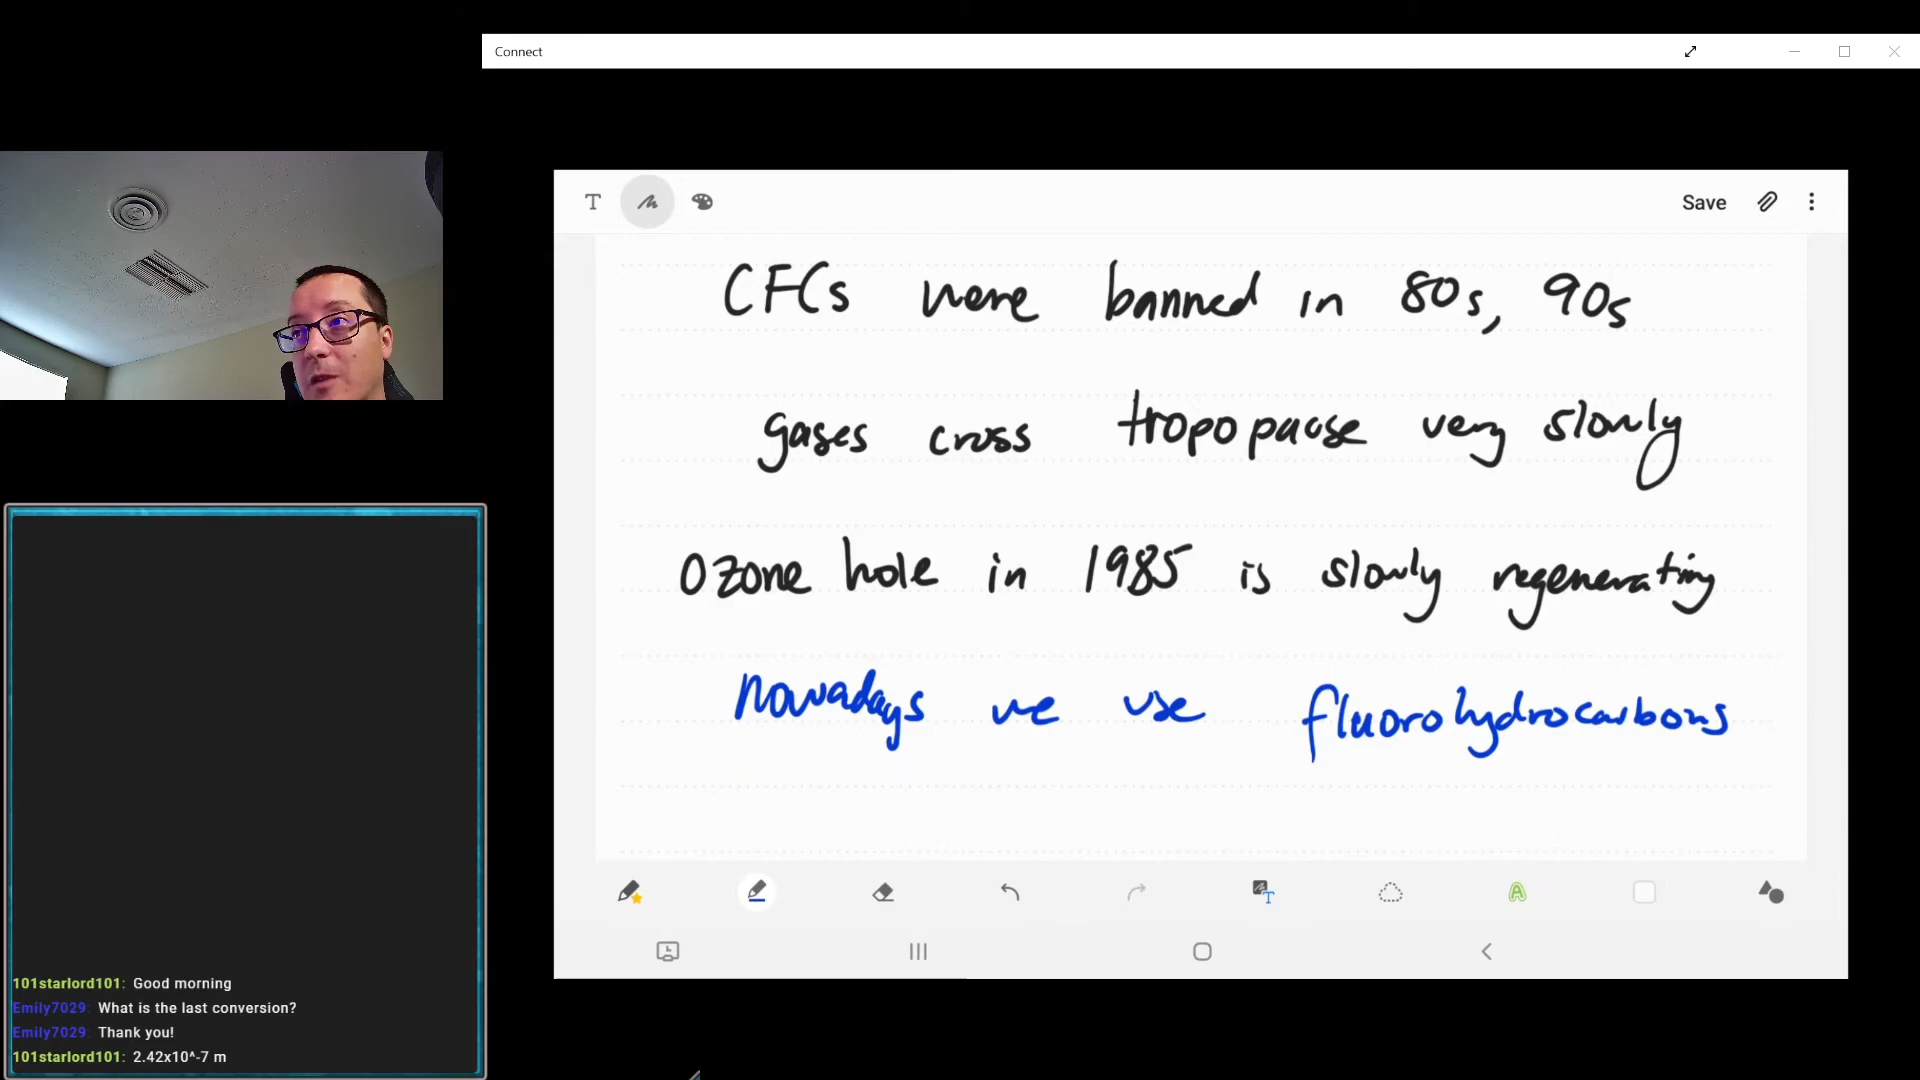 Connect
T
Save
CFCs were banned in 80s, 90s
gases cross tropopause very slowly
Ozone hole in 1985 is slowly regenerating
Nowadays we use fluorohydrocarbons
T
A
101starlord101: Good morning
Emily7029: What is the last conversion?
Emily7029: Thank you!
101starlord101: 2.42x10^-7 m